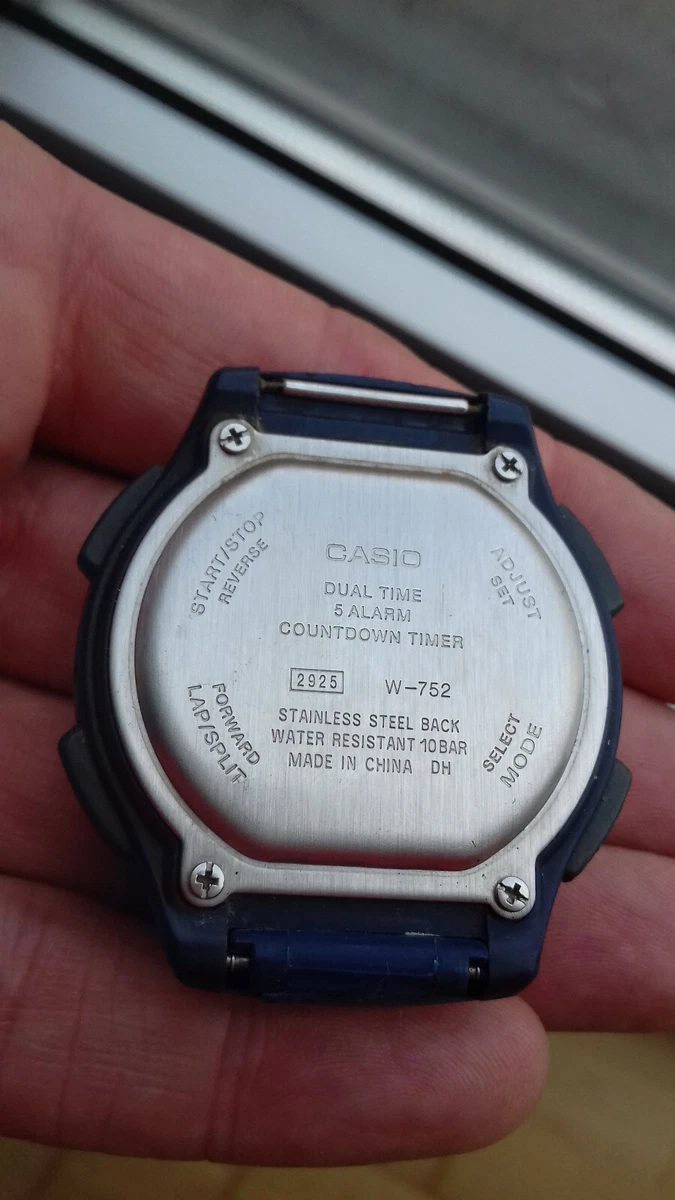 START/STOP
REVERSE
CASIO
ADJUST
SET
DUAL TIME
5 ALARM
COUNTDOWN TIMER
2925 W-752
FORWARD
LAP/SPLIT
STAINLESS STEEL BACK
WATER RESISTANT 10BAR
MADE IN CHINA DH
SELECT
MODE